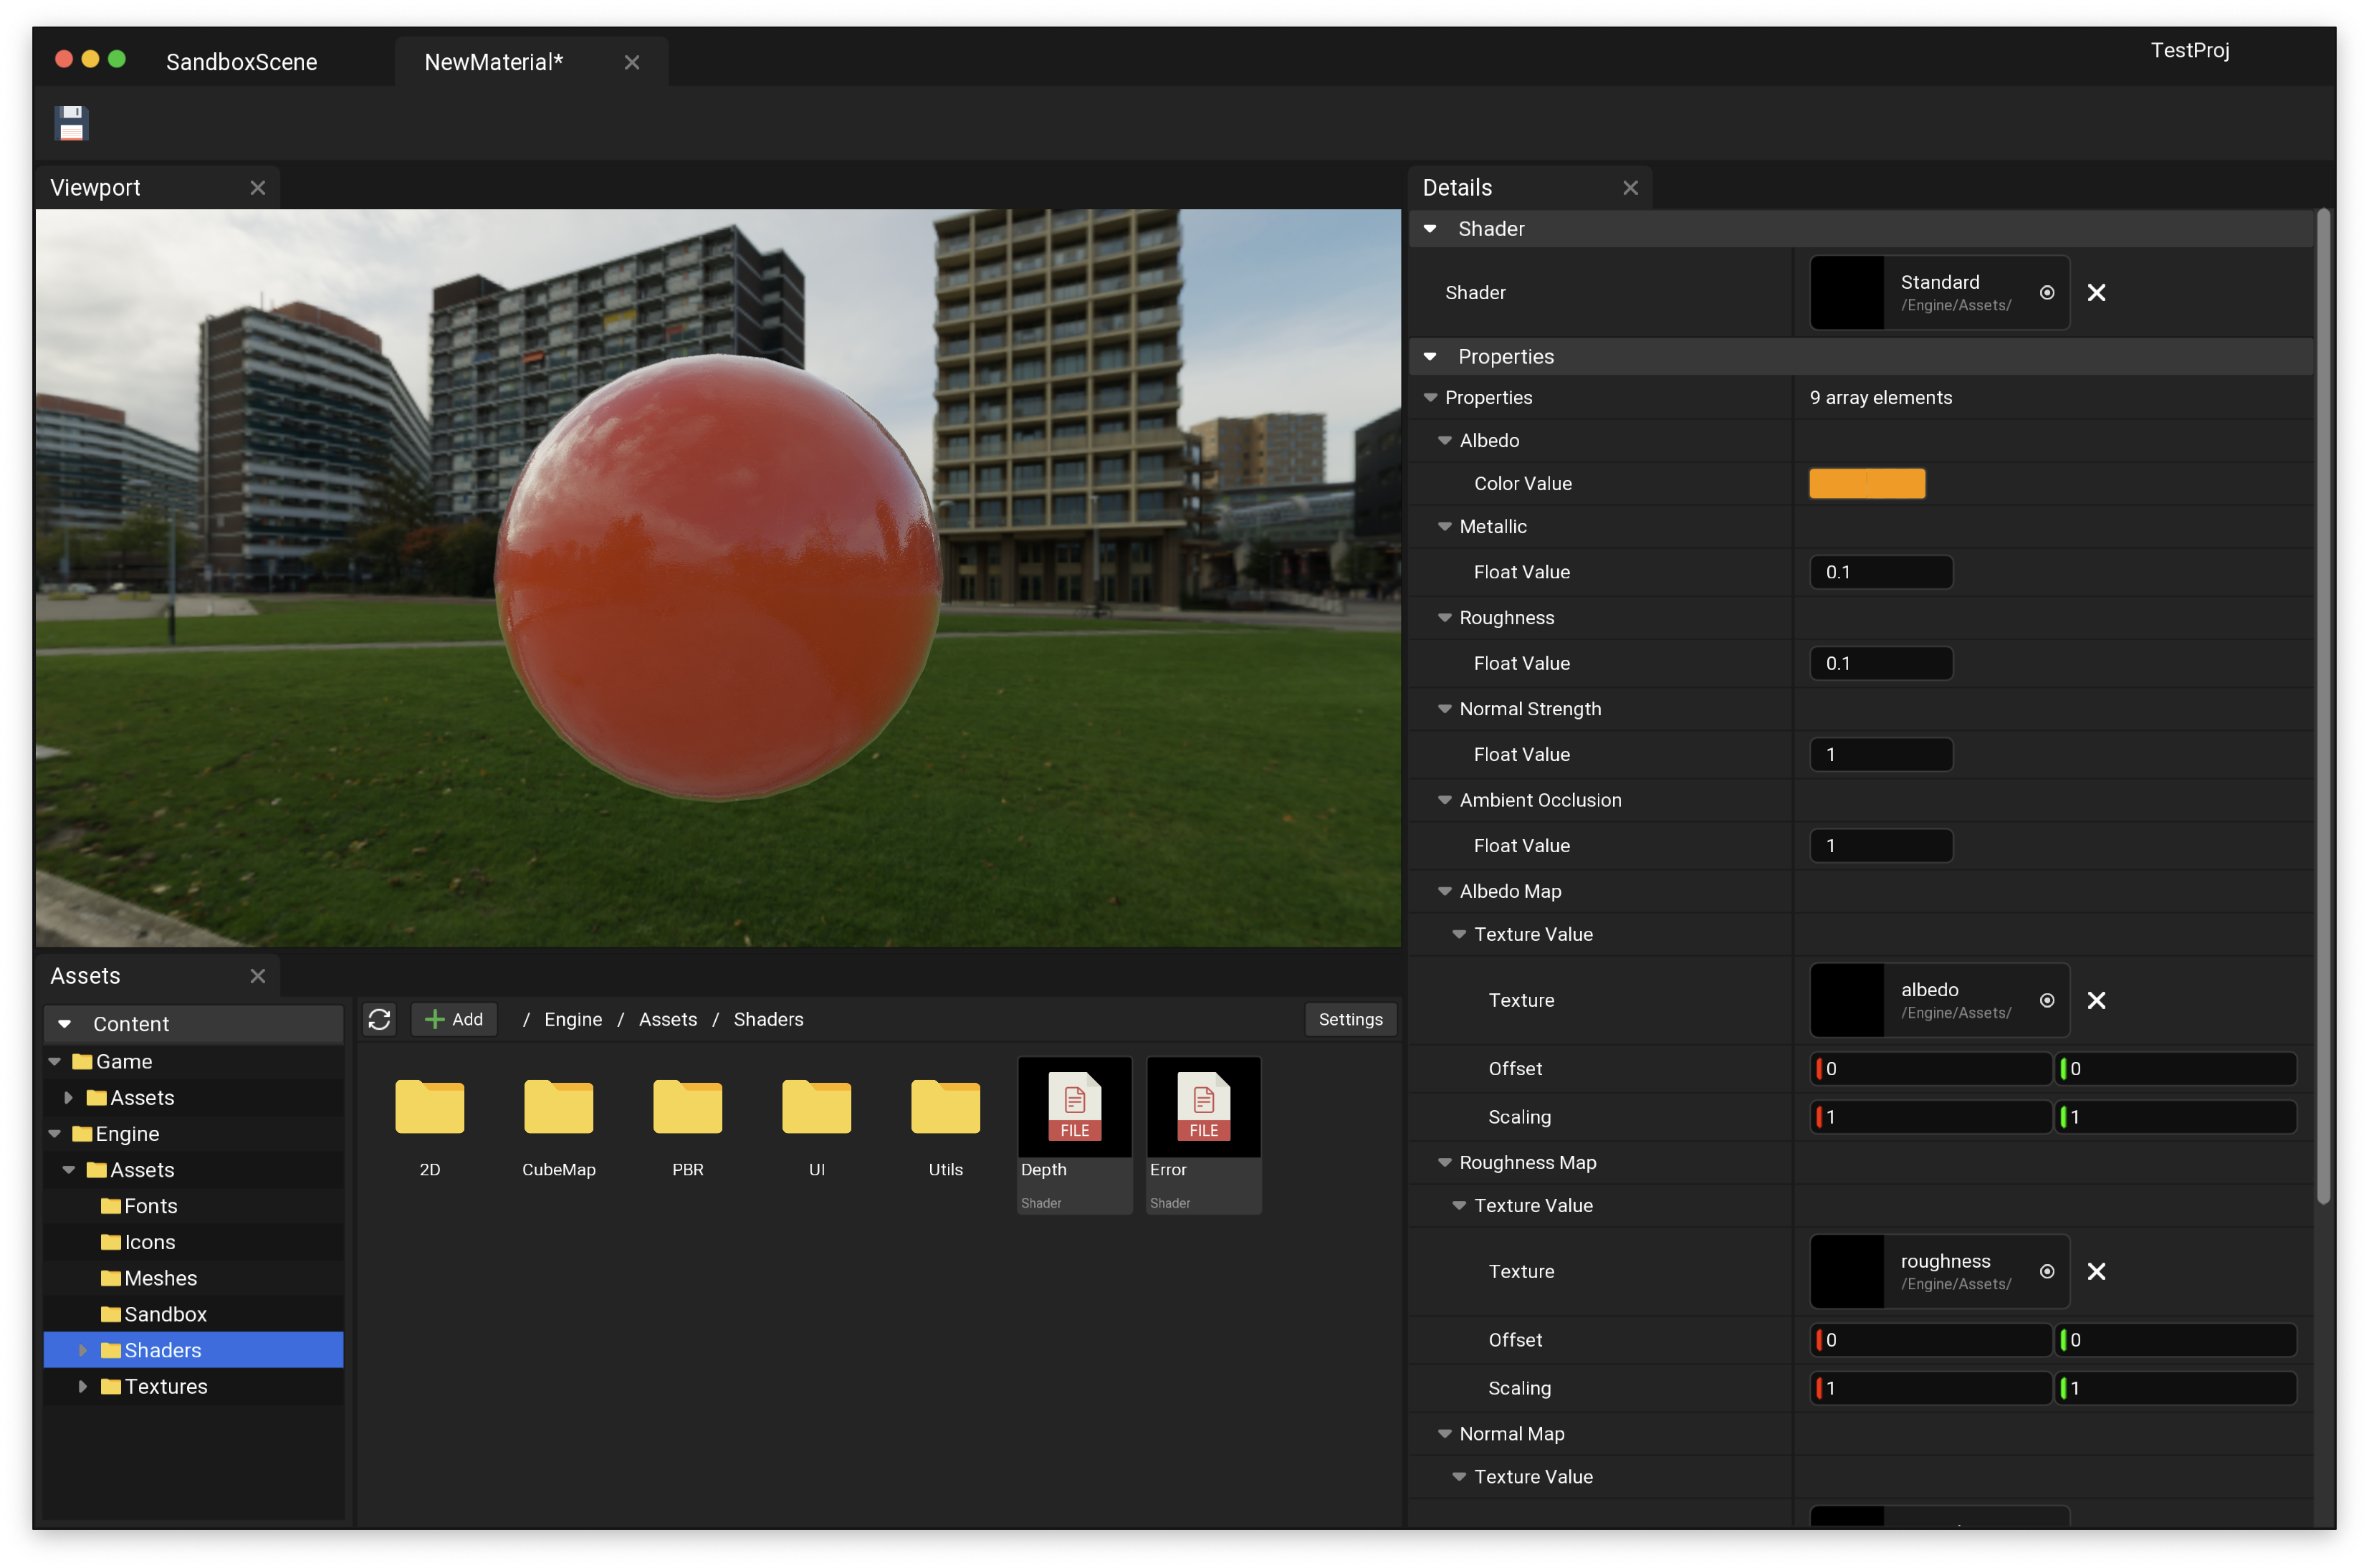 SandboxScene
NewMaterial*
TestProj
Viewport
Details
Shader
Shader
Standard
/Engine/Assets/
Properties
Properties
9 array elements
Albedo
Color Value
Metallic
Float Value
0.1
Roughness
Float Value
0.1
Normal Strength
Float Value
1
Ambient Occlusion
Float Value
1
Albedo Map
Texture Value
Texture
albedo
/Engine/Assets/
Offset
0
0
Scaling
1
1
Roughness Map
Texture Value
Texture
roughness
/Engine/Assets/
Offset
0
0
Scaling
1
1
Normal Map
Texture Value
Assets
Content
Game
Assets
Engine
Assets
Fonts
Icons
Meshes
Sandbox
Shaders
Textures
Add
/ Engine / Assets / Shaders
Settings
2D
CubeMap
PBR
UI
Utils
FILE
Depth
Shader
FILE
Error
Shader